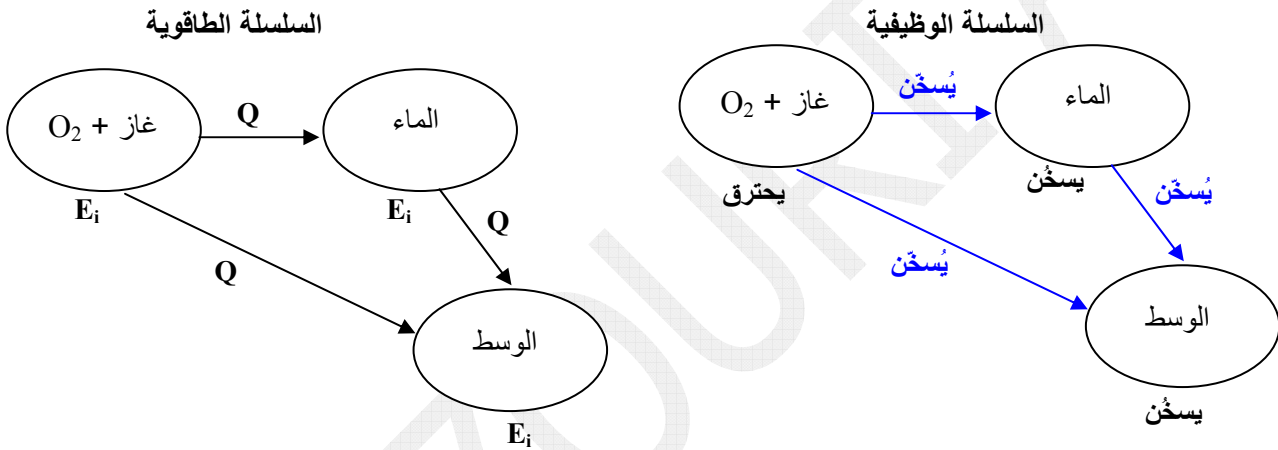 السلسلة الوظيفية
غاز + O₂
يُسخّن
الماء
يحترق
يسخُن
يُسخّن
يُسخّن
الوسط
يسخُن
السلسلة الطاقوية
غاز + O₂
Q
الماء
Eᵢ
Eᵢ
Q
Q
الوسط
Eᵢ